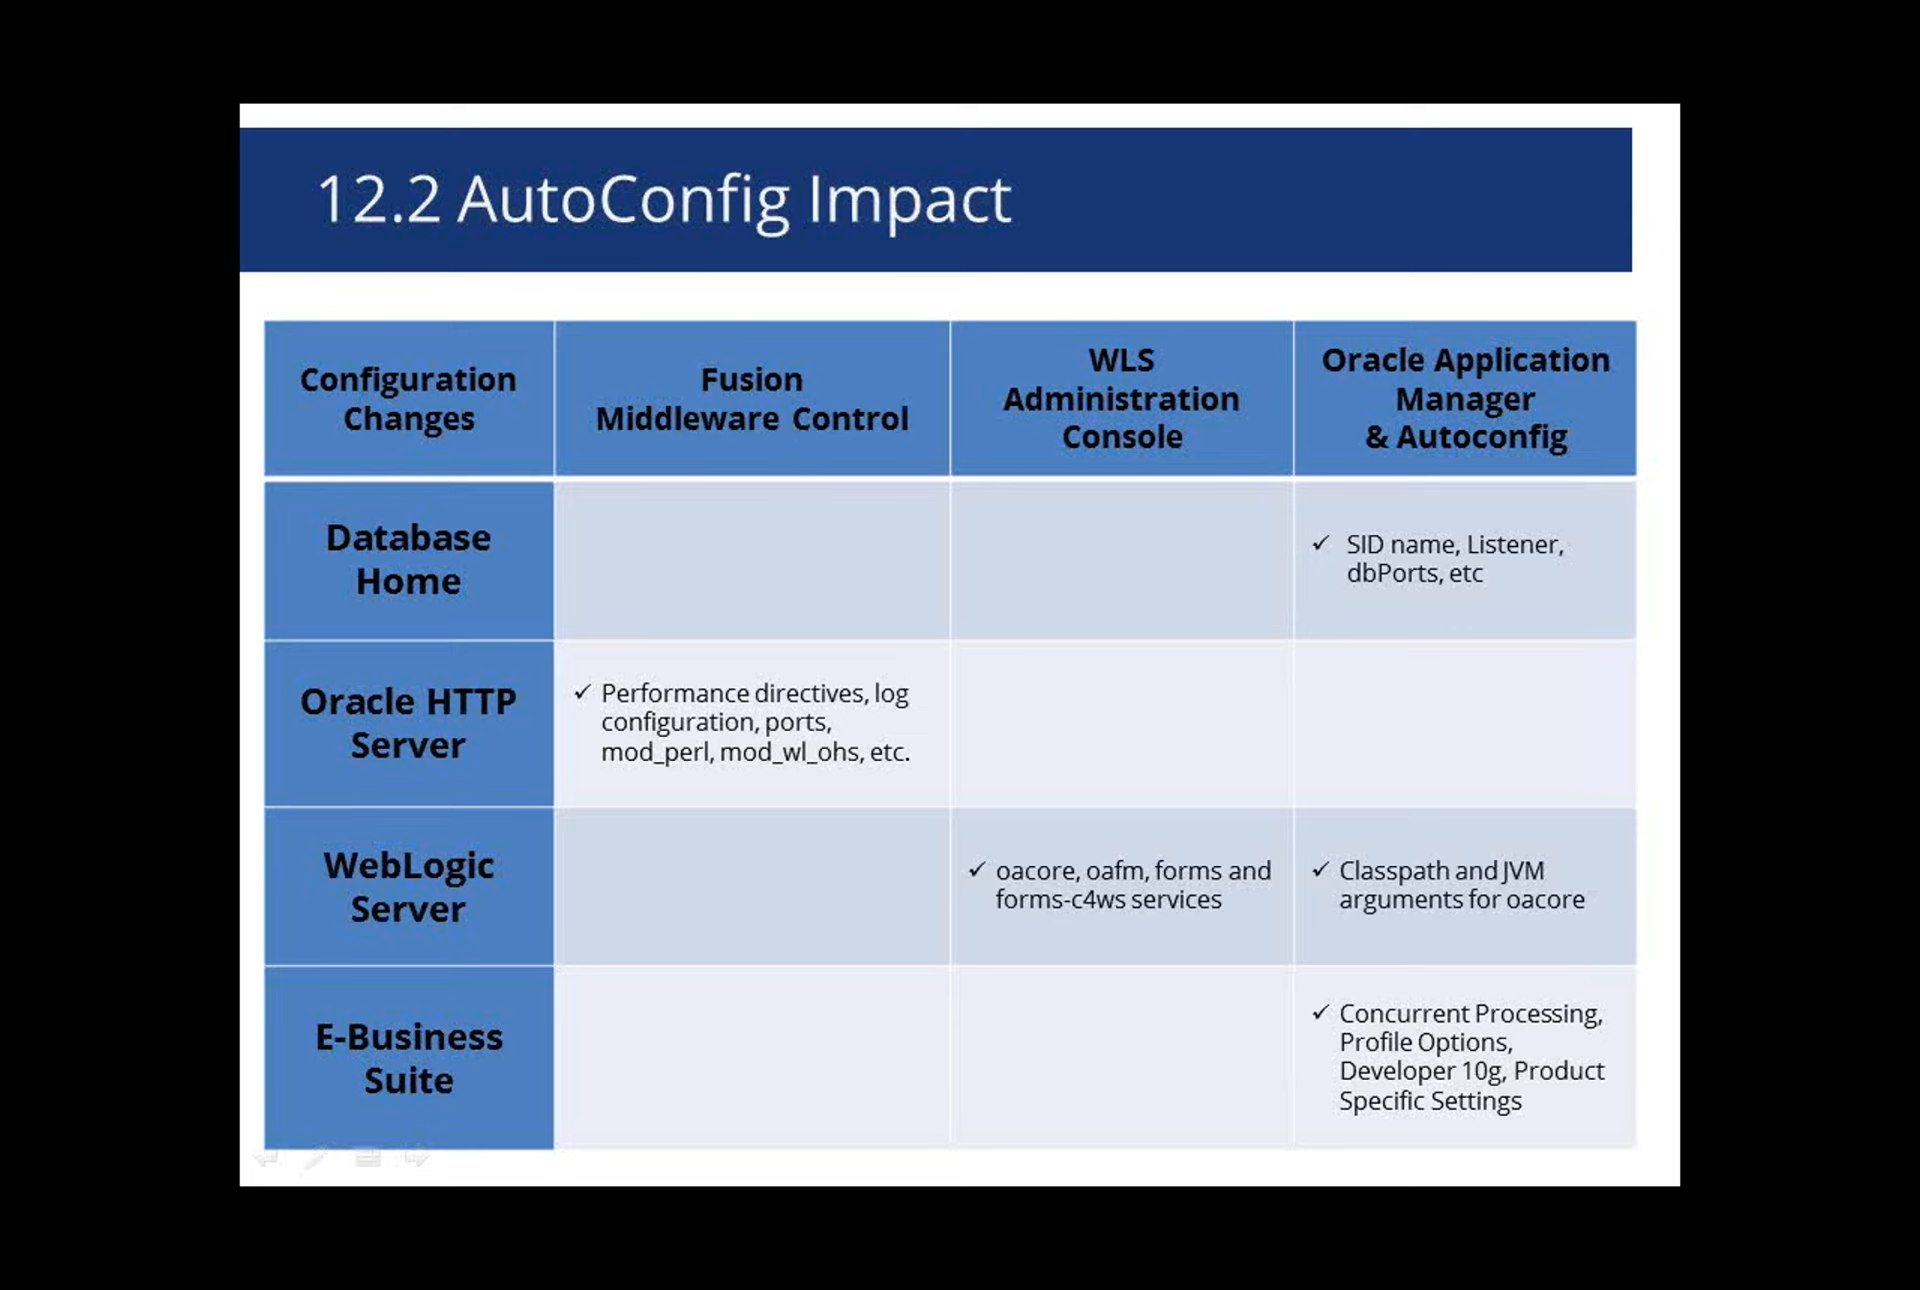 12.2 AutoConfig Impact
Configuration
Changes
Fusion
Middleware Control
WLS
Administration
Console
Oracle Application
Manager
& Autoconfig
Database
Home
✓ SID name, Listener,
dbPorts, etc
Oracle HTTP
Server
✓ Performance directives, log
configuration, ports,
mod_perl, mod_wl_ohs, etc.
WebLogic
Server
✓ oacore, oafm, forms and
forms-c4ws services
✓ Classpath and JVM
arguments for oacore
E-Business
Suite
✓ Concurrent Processing,
Profile Options,
Developer 10g, Product
Specific Settings